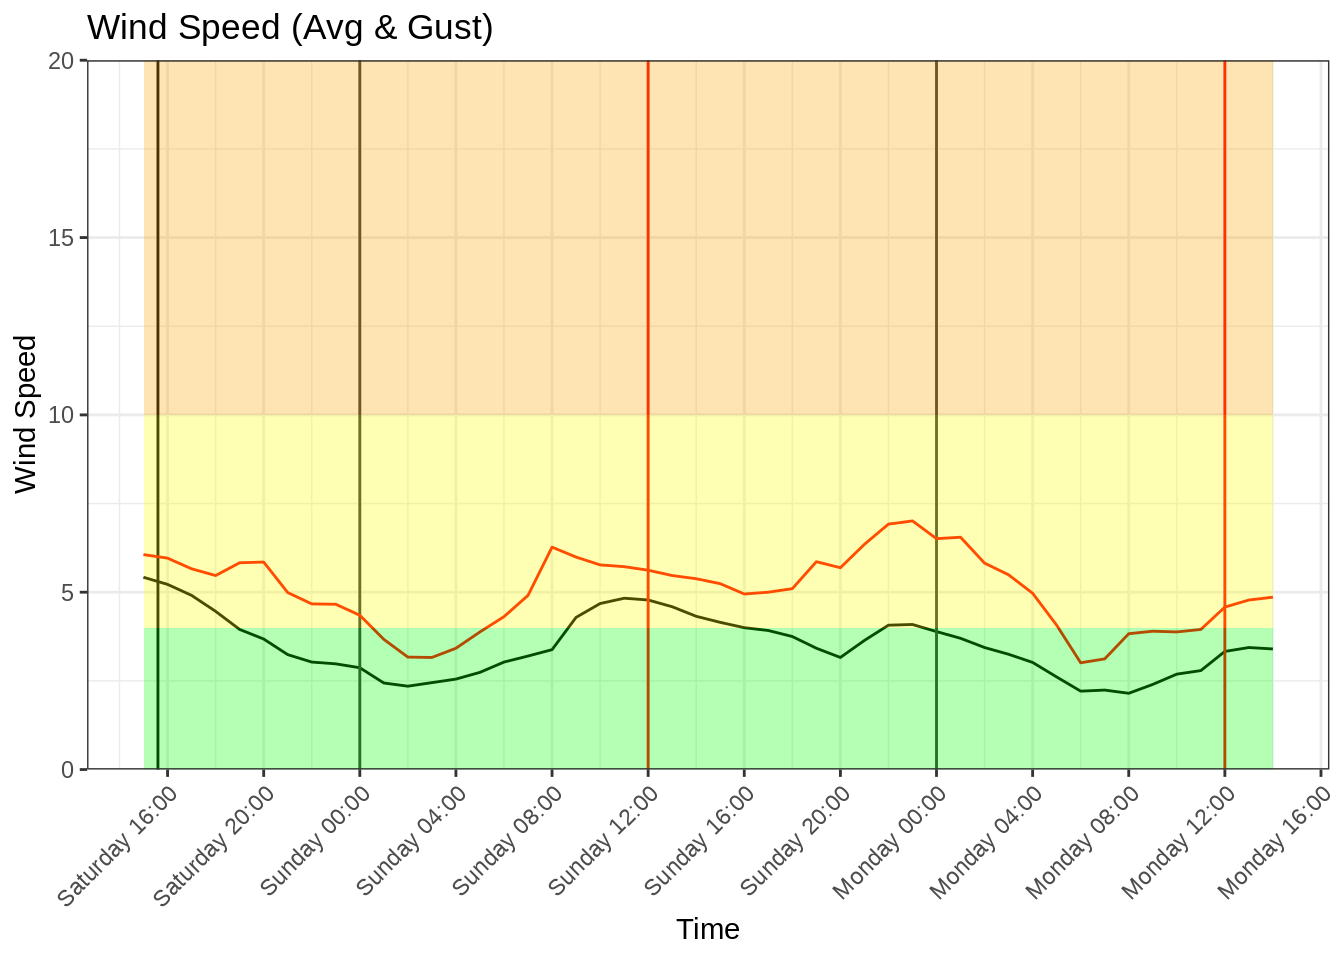 Wind Speed (Avg & Gust)
20
15
10
5
0
Wind Speed
Saturday 16:00
Saturday 20:00
Sunday 00:00
Sunday 04:00
Sunday 08:00
Sunday 12:00
Sunday 16:00
Sunday 20:00
Monday 00:00
Monday 04:00
Monday 08:00
Monday 12:00
Monday 16:00
Time